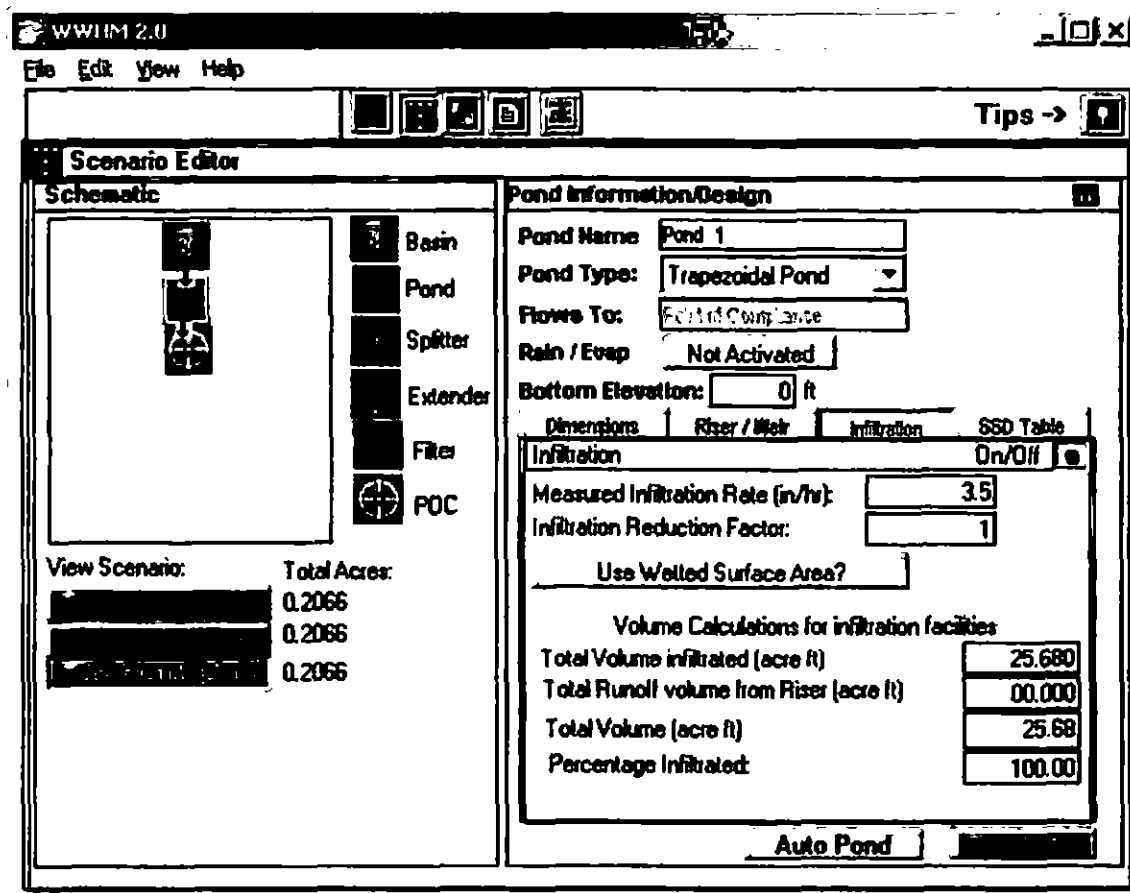 WWHM 2.0
File Edit View Help
Tips ->
Scenario Editor
Schematic
Basin
Pond
Splitter
Extender
Filter
POC
View Scenario:
Total Acres:
0.2066
0.2066
0.2066
Pond Information/Design
Pond Name Pond 1
Pond Type: Trapezoidal Pond
Flows To: Point of Compliance
Rain / Evap Not Activated
Bottom Elevation: 0 ft
Dimensions Riser / Weir Infiltration SSD Table
Infiltration On/Off
Measured Infiltration Rate (in/hr): 3.5
Infiltration Reduction Factor: 1
Use Wetted Surface Area?
Volume Calculations for infiltration facilities
Total Volume infiltrated (acre ft) 25.680
Total Runoff volume from Riser (acre ft) 00.000
Total Volume (acre ft) 25.68
Percentage Infiltrated: 100.00
Auto Pond